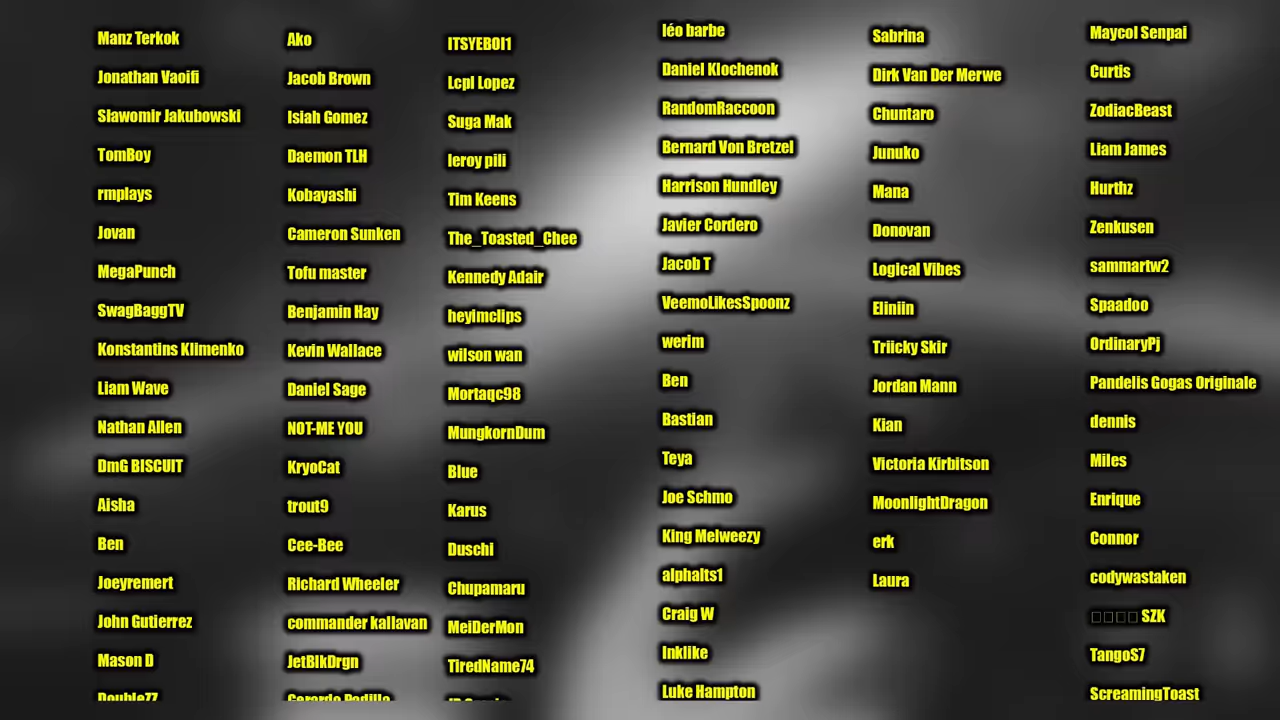 Manz Terkok
Jonathan Vaoifi
Slawomir Jakubowski
TomBoy
rmplays
Jovan
MegaPunch
SwagBaggTV
Konstantins Klimenko
Liam Wave
Nathan Allen
DmG BISCUIT
Aisha
Ben
Joeyremert
John Gutierrez
Mason D
Double77
Ako
Jacob Brown
Isiah Gomez
Daemon TLH
Kobayashi
Cameron Sunken
Tofu master
Benjamin Hay
Kevin Wallace
Daniel Sage
NOT-ME YOU
KryoCat
trout9
Cee-Bee
Richard Wheeler
commander kallavan
JetBlkDrgn
Gerardo Padilla
ITSYEBOI1
Lcpl Lopez
Suga Mak
leroy pili
Tim Keens
The_Toasted_Chee
Kennedy Adair
heyimclips
wilson wan
Mortaqc98
MungkornDum
Blue
Karus
Duschi
Chupamaru
MeiDerMon
TiredName74
léo barbe
Daniel Klochenok
RandomRaccoon
Bernard Von Bretzel
Harrison Hundley
Javier Cordero
Jacob T
VeemoLikesSpoonz
werim
Ben
Bastian
Teya
Joe Schmo
King Melweezy
alphalts1
Craig W
Inklike
Luke Hampton
Sabrina
Dirk Van Der Merwe
Chuntaro
Junuko
Mana
Donovan
Logical Vibes
Eliniin
Triicky Skir
Jordan Mann
Kian
Victoria Kirbitson
MoonlightDragon
erk
Laura
Maycol Senpai
Curtis
ZodiacBeast
Liam James
Hurthz
Zenkusen
sammartw2
Spaadoo
OrdinaryPj
Pandelis Gogas Originale
dennis
Miles
Enrique
Connor
codywastaken
SZK
TangoS7
ScreamingToast